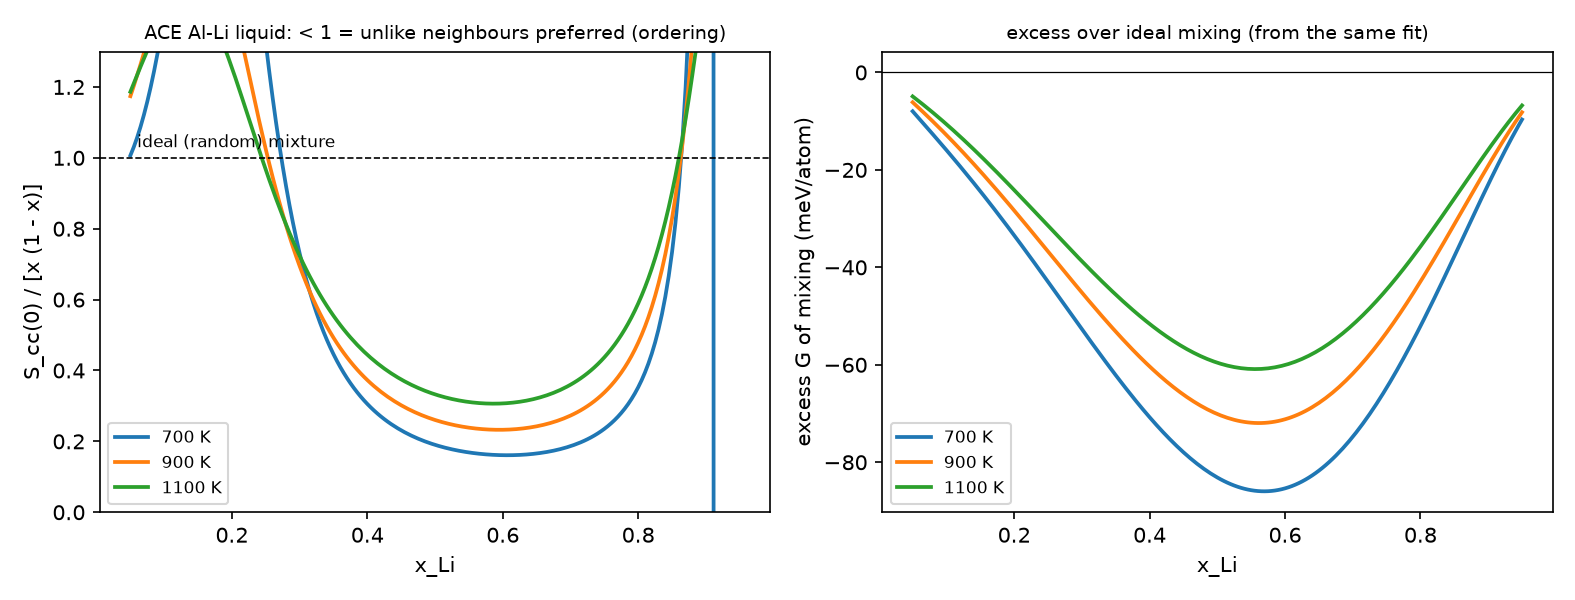 ACE Al-Li liquid: < 1 = unlike neighbours preferred (ordering)
S_cc(0) / [x (1 - x)]
1.2
1.0
0.8
0.6
0.4
0.2
0.0
ideal (random) mixture
700 K
900 K
1100 K
0.2
0.4
0.6
0.8
x_Li
excess over ideal mixing (from the same fit)
excess G of mixing (meV/atom)
0
−20
−40
−60
−80
700 K
900 K
1100 K
0.2
0.4
0.6
0.8
x_Li